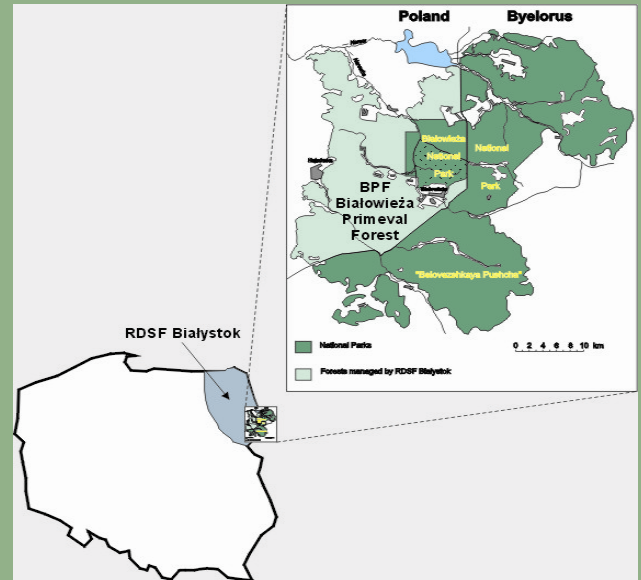 Poland Byelorus
Białowieża
National
Park
National
Park
BPF
Białowieża
Primeval
Forest
"Belovezshkaya Pushcha"
National Parks
0 2 4 6 8 10 km
Forests managed by RDSF Białystok
RDSF Białystok